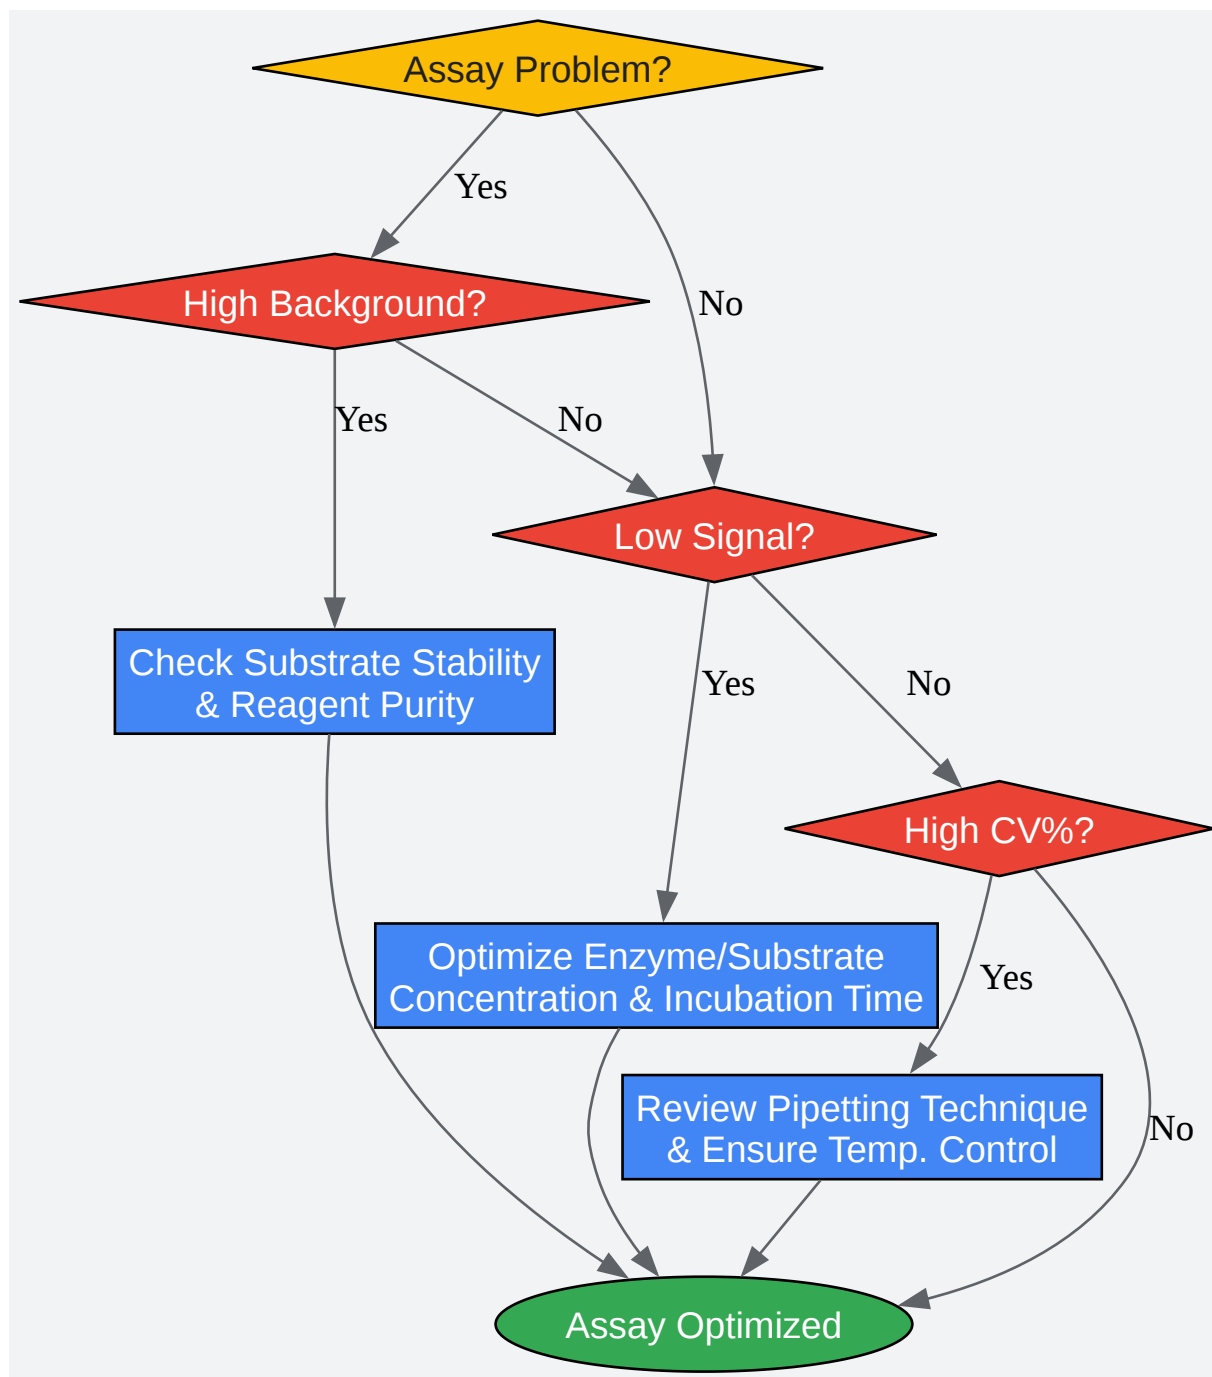 Assay Problem?
Yes
High Background?
No
Yes
No
Low Signal?
Check Substrate Stability
& Reagent Purity
Yes
No
High CV%?
Optimize Enzyme/Substrate
Concentration & Incubation Time
Yes
Review Pipetting Technique
& Ensure Temp. Control
No
Assay Optimized